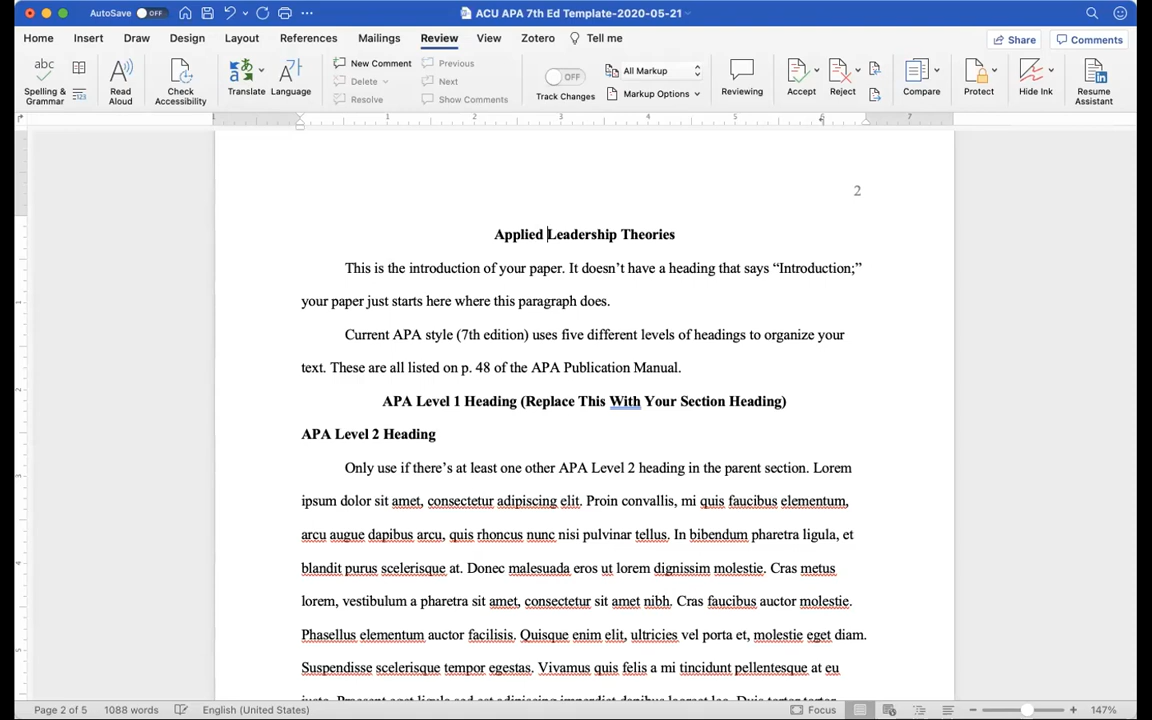 AutoSave OFF ACU APA 7th Ed Template-2020-05-21
Home Insert Draw Design Layout References Mailings Review View Zotero Tell me Share Comments
abc Spelling & Grammar
Read Aloud
Check Accessibility
Translate
Language
New Comment
Delete
Resolve
Previous
Next
Show Comments
OFF
Track Changes
All Markup
Markup Options
Reviewing
Accept
Reject
Compare
Protect
Hide Ink
Resume Assistant
1 1 2 3 4 5 6 7
2
Applied Leadership Theories
This is the introduction of your paper. It doesn’t have a heading that says “Introduction;”
your paper just starts here where this paragraph does.
Current APA style (7th edition) uses five different levels of headings to organize your
text. These are all listed on p. 48 of the APA Publication Manual.
APA Level 1 Heading (Replace This With Your Section Heading)
APA Level 2 Heading
Only use if there’s at least one other APA Level 2 heading in the parent section. Lorem
ipsum dolor sit amet, consectetur adipiscing elit. Proin convallis, mi quis faucibus elementum,
arcu augue dapibus arcu, quis rhoncus nunc nisi pulvinar tellus. In bibendum pharetra ligula, et
blandit purus scelerisque at. Donec malesuada eros ut lorem dignissim molestie. Cras metus
lorem, vestibulum a pharetra sit amet, consectetur sit amet nibh. Cras faucibus auctor molestie.
Phasellus elementum auctor facilisis. Quisque enim elit, ultricies vel porta et, molestie eget diam.
Suspendisse scelerisque tempor egestas. Vivamus quis felis a mi tincidunt pellentesque at eu
Page 2 of 5 1088 words English (United States) Focus 147%